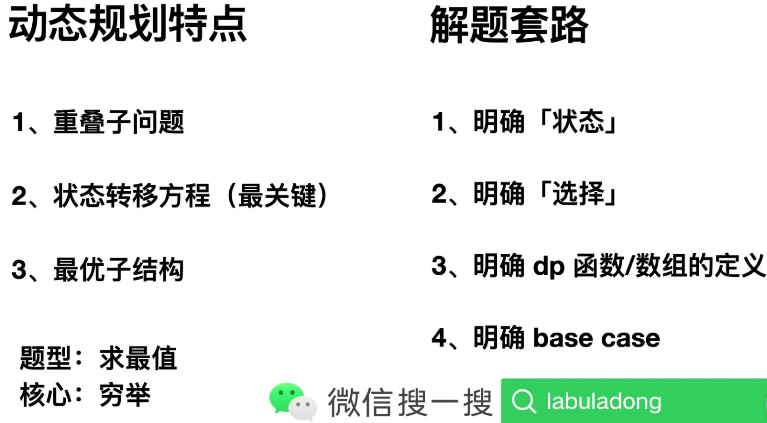 动态规划特点
1、重叠子问题
2、状态转移方程（最关键）
3、最优子结构
题型：求最值
核心：穷举
解题套路
1、明确「状态」
2、明确「选择」
3、明确 dp 函数/数组的定义
4、明确 base case
微信搜一搜
labuladong